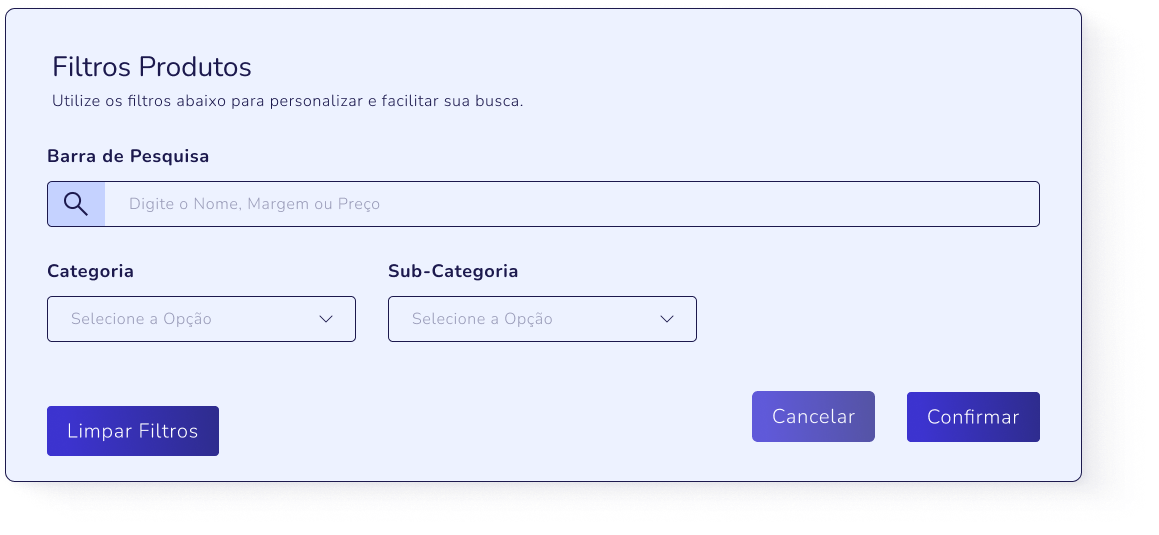 Filtros Produtos
Utilize os filtros abaixo para personalizar e facilitar sua busca.
Barra de Pesquisa
Digite o Nome, Margem ou Preço
Categoria
Sub-Categoria
Selecione a Opção
Selecione a Opção
Limpar Filtros
Cancelar
Confirmar